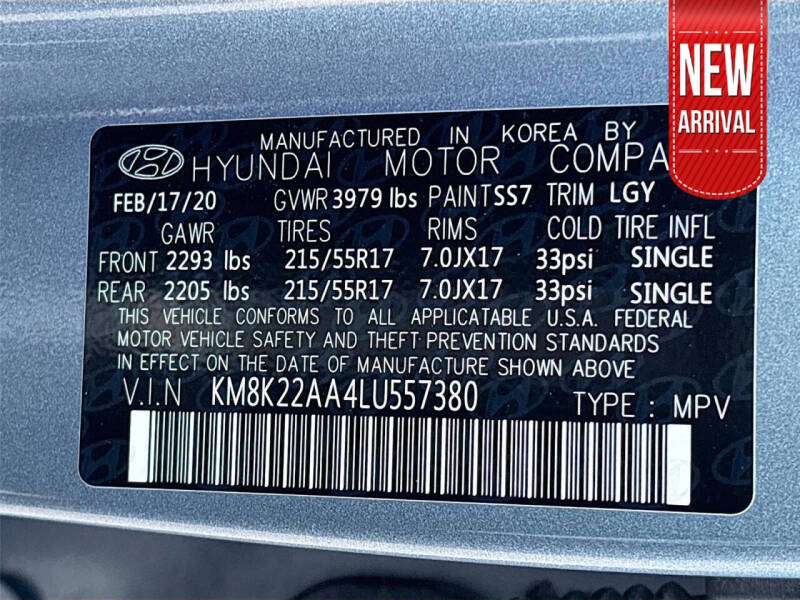 NEW
ARRIVAL
MANUFACTURED IN KOREA BY
HYUNDAI MOTOR COMPA
FEB/17/20 GVWR 3979 lbs PAINT SS7 TRIM LGY
GAWR TIRES RIMS COLD TIRE INFL
FRONT 2293 lbs 215/55R17 7.0JX17 33psi SINGLE
REAR 2205 lbs 215/55R17 7.0JX17 33psi SINGLE
THIS VEHICLE CONFORMS TO ALL APPLICATABLE U.S.A. FEDERAL
MOTOR VEHICLE SAFETY AND THEFT PREVENTION STANDARDS
IN EFFECT ON THE DATE OF MANUFACTURE SHOWN ABOVE
V.I.N KM8K22AA4LU557380 TYPE : MPV